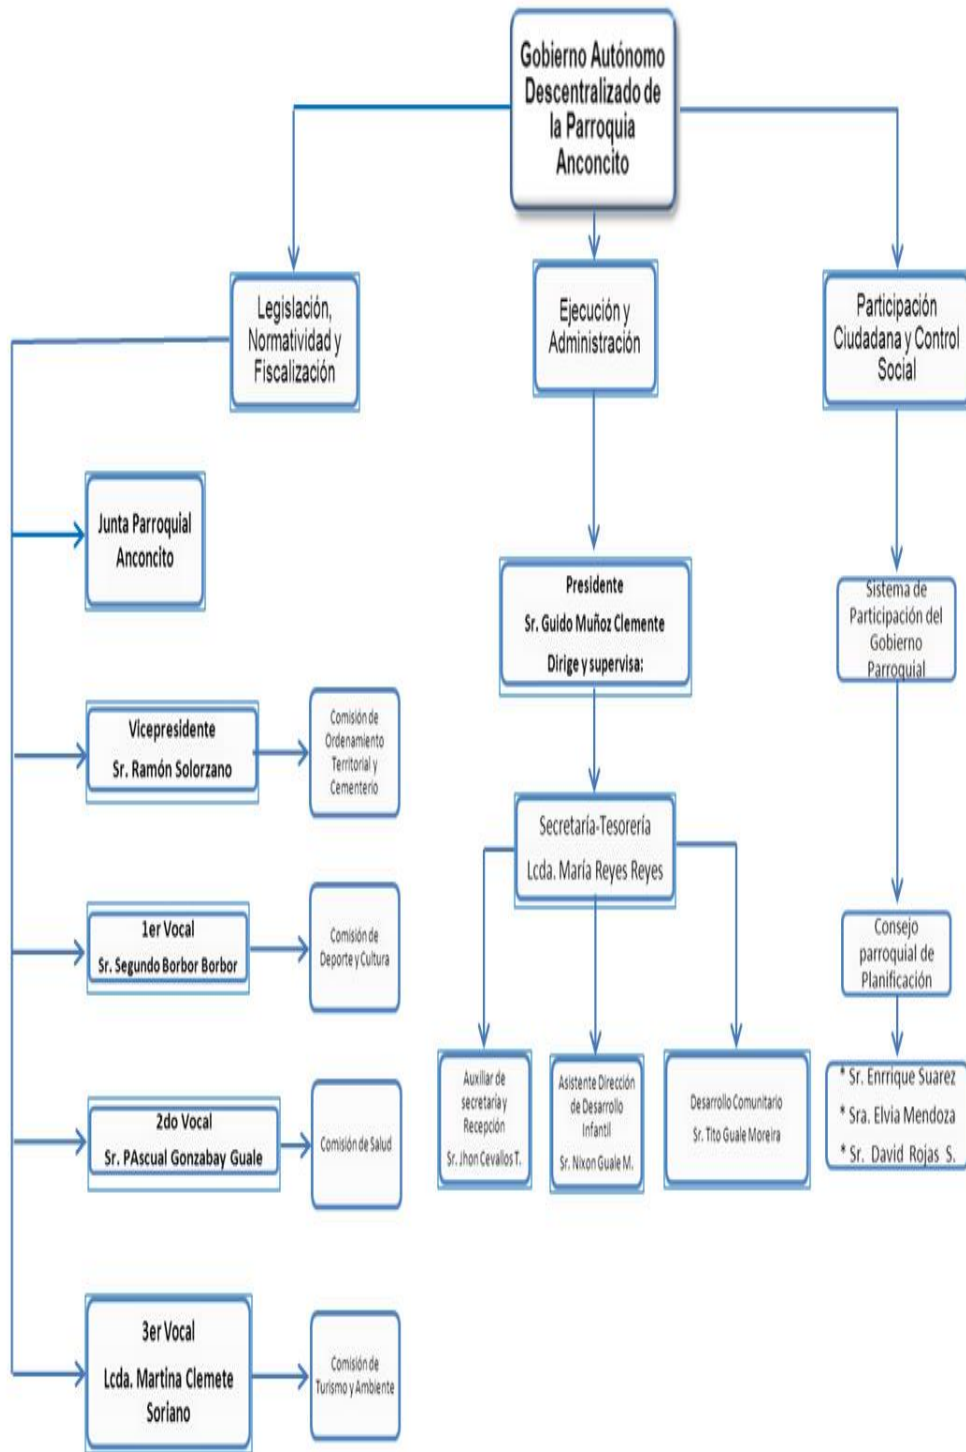 Gobierno Autónomo
Descentralizado de
la Parroquia
Anconcito
Legislación,
Normatividad y
Fiscalización
Ejecución y
Administración
Participación
Ciudadana y Control
Social
Junta Parroquial
Anconcito
Presidente
Sr. Guido Muñoz Clemente
Dirige y supervisa:
Sistema de
Participación del
Gobierno
Parroquial
Vicepresidente
Sr. Ramón Solorzano
Comisión de
Ordenamiento
Territorial y
Cementerio
Secretaría-Tesorería
Lcda. María Reyes Reyes
1er Vocal
Sr. Segundo Borbor Borbor
Comisión de
Deporte y Cultura
Consejo
parroquial de
Planificación
Auxiliar de
secretaría y
Recepción
Sr. Jhon Cevallos T.
Asistente Dirección
de Desarrollo
Infantil
Sr. Nixon Guale M.
Desarrollo Comunitario
Sr. Tito Guale Moreira
* Sr. Enrrique Suarez
* Sra. Elvia Mendoza
* Sr. David Rojas S.
2do Vocal
Sr. PAscual Gonzabay Guale
Comisión de Salud
3er Vocal
Lcda. Martina Clemete
Soriano
Comisión de
Turismo y Ambiente